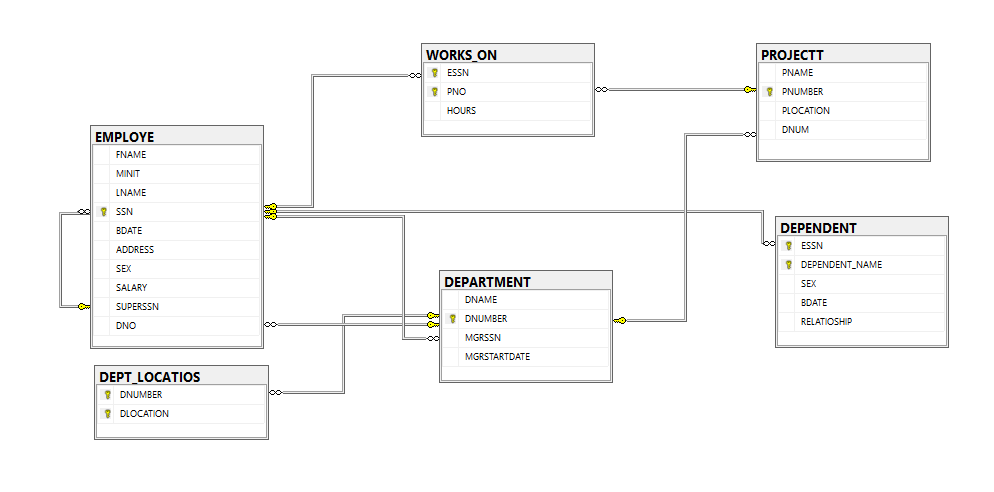 WORKS_ON
ESSN
PNO
HOURS
PROJECTT
PNAME
PNUMBER
PLOCATION
DNUM
EMPLOYE
FNAME
MINIT
LNAME
SSN
BDATE
ADDRESS
SEX
SALARY
SUPERSSN
DNO
DEPENDENT
ESSN
DEPENDENT_NAME
SEX
BDATE
RELATIOSHIP
DEPARTMENT
DNAME
DNUMBER
MGRSSN
MGRSTARTDATE
DEPT_LOCATIOS
DNUMBER
DLOCATION